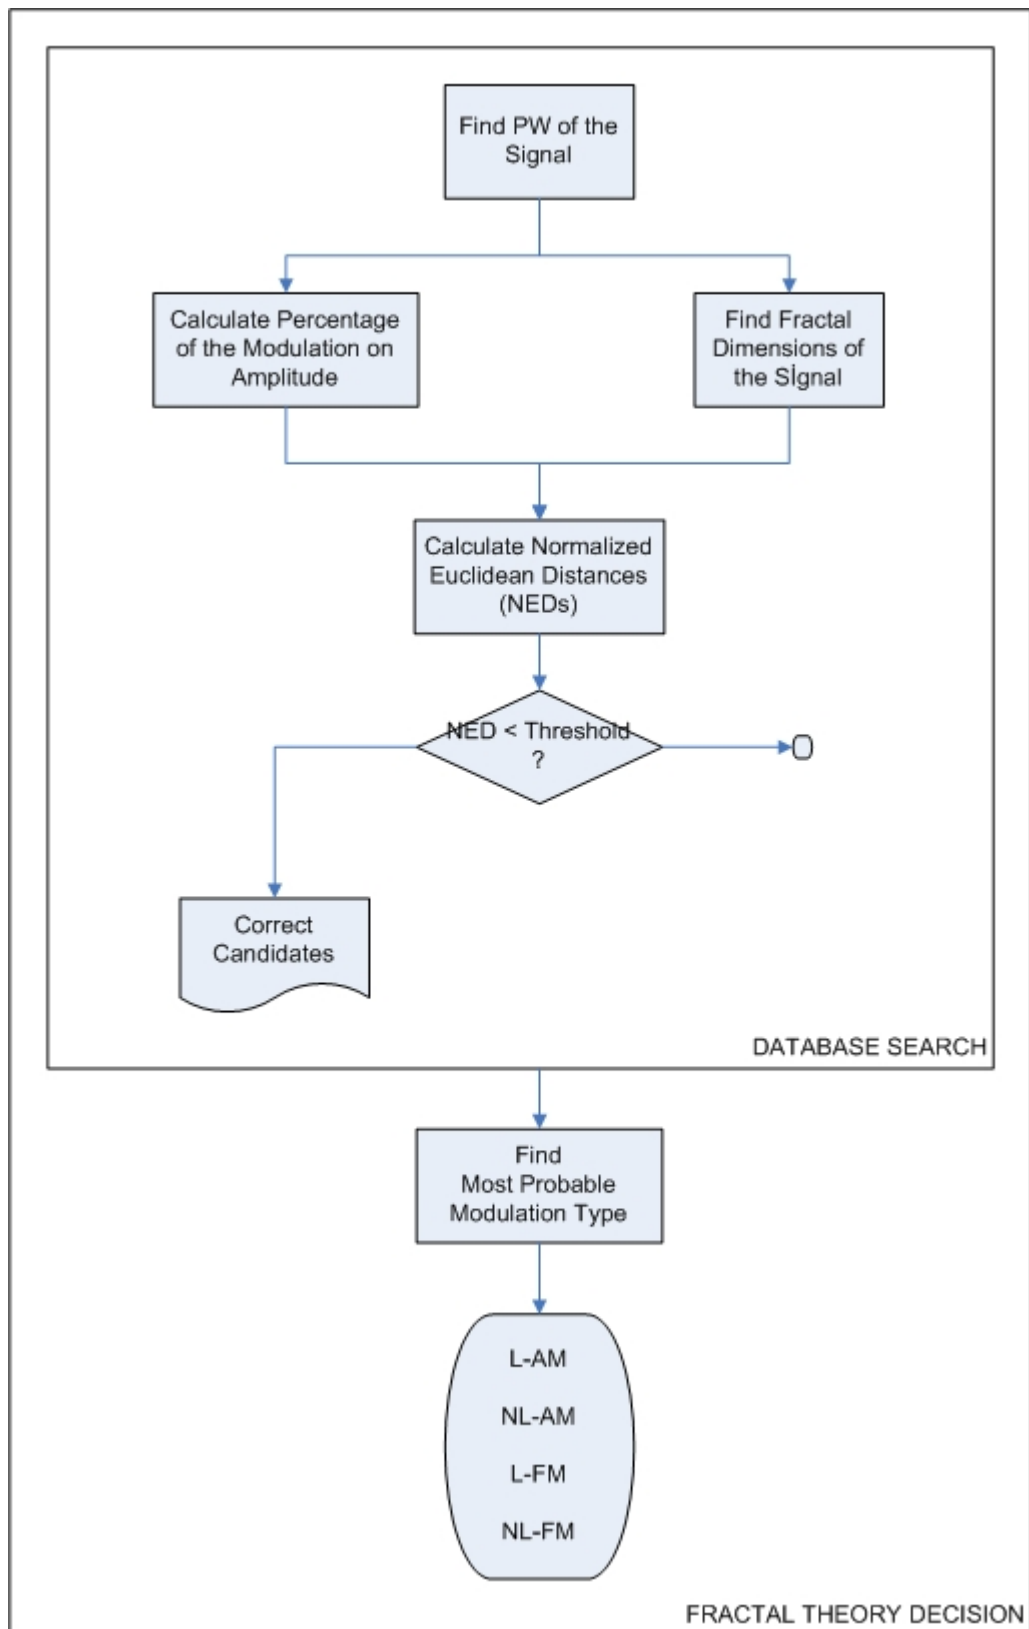 Find PW of the
Signal
Calculate Percentage
of the Modulation on
Amplitude
Find Fractal
Dimensions of
the Sİgnal
Calculate Normalized
Euclidean Distances
(NEDs)
NED < Threshold
?
Correct
Candidates
DATABASE SEARCH
Find
Most Probable
Modulation Type
L-AM
NL-AM
L-FM
NL-FM
FRACTAL THEORY DECISION